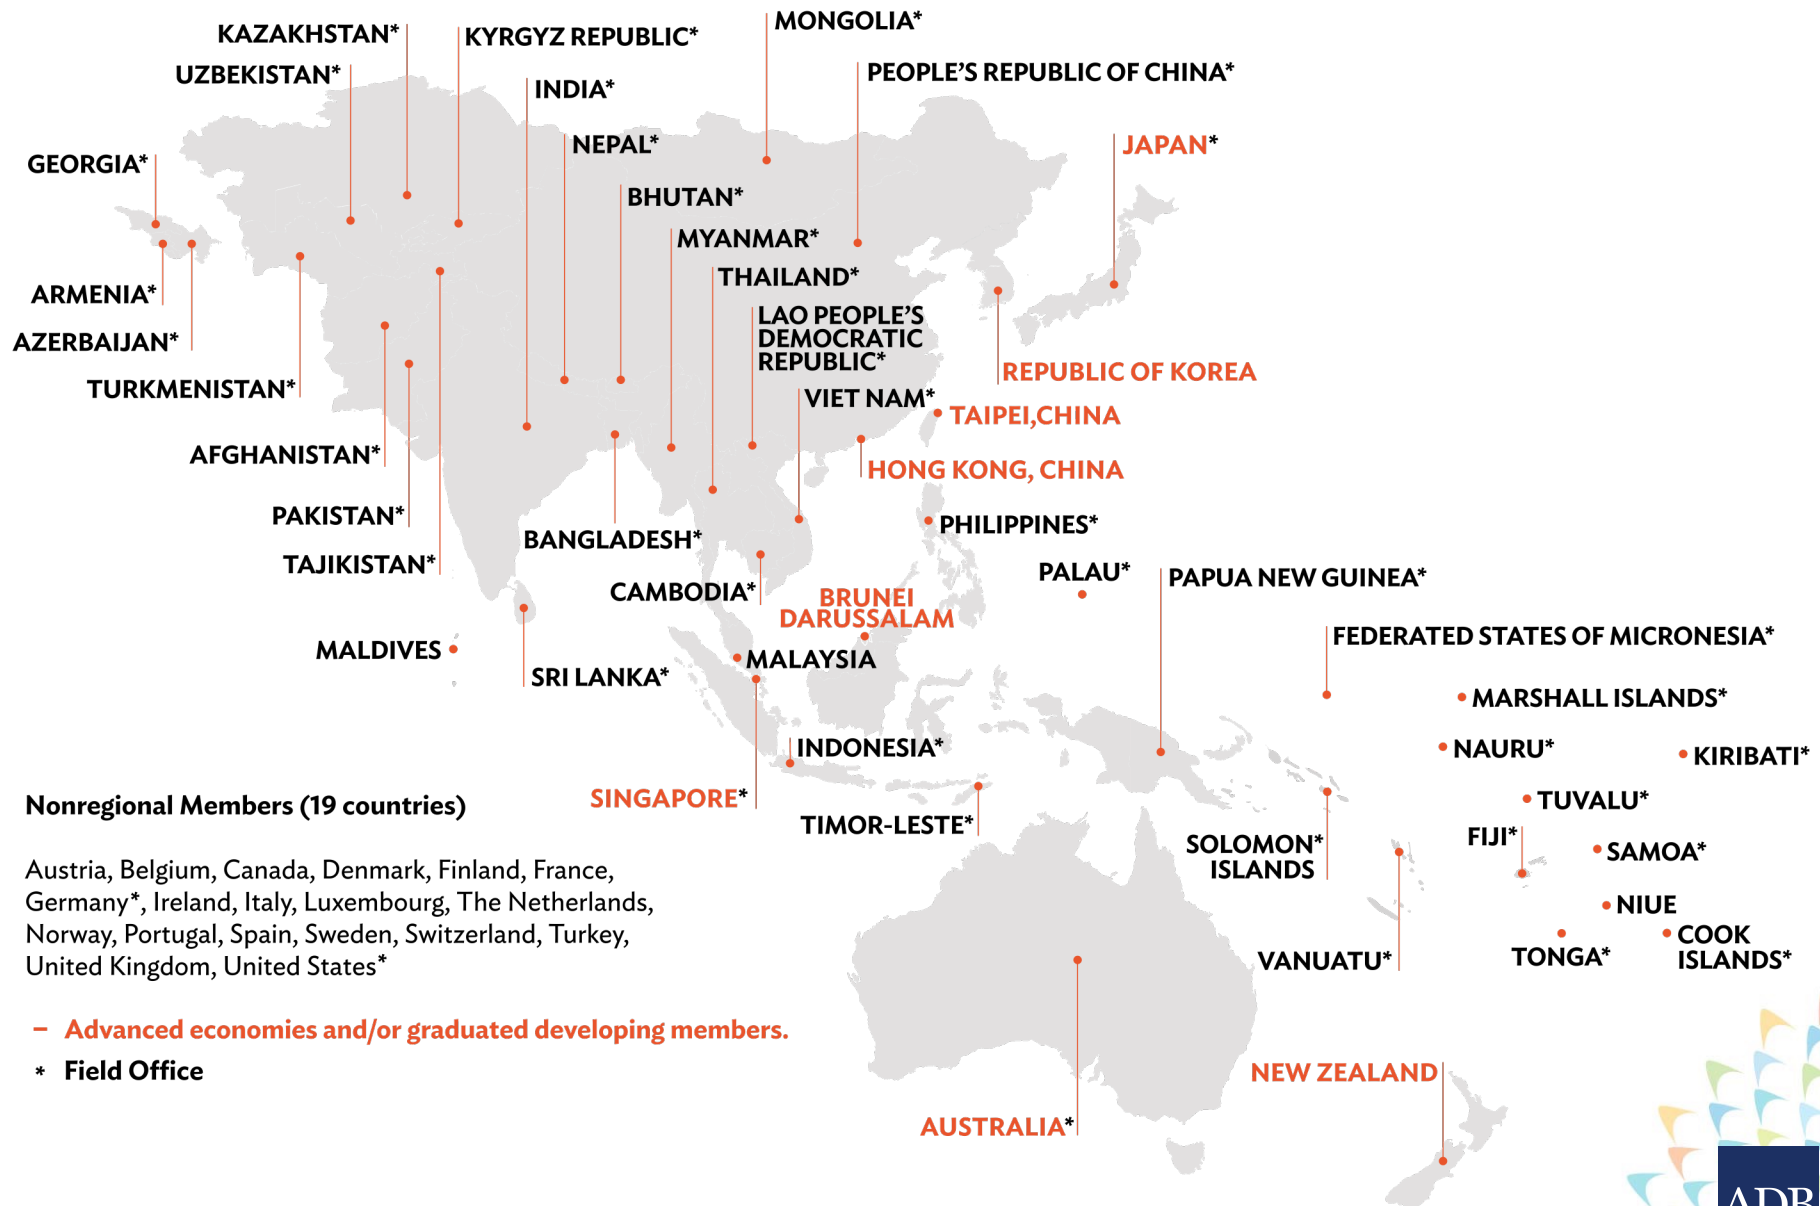 MONGOLIA*
KAZAKHSTAN*
KYRGYZ REPUBLIC*
UZBEKISTAN*
PEOPLE'S REPUBLIC OF CHINA*
INDIA*
NEPAL*
JAPAN*
GEORGIA*
BHUTAN*
MYANMAR*
THAILAND*
ARMENIA*
LAO PEOPLE'S
DEMOCRATIC
REPUBLIC*
AZERBAIJAN*
REPUBLIC OF KOREA
TURKMENISTAN*
VIET NAM*
TAIPEI,CHINA
AFGHANISTAN*
HONG KONG, CHINA
PAKISTAN*
PHILIPPINES*
BANGLADESH*
TAJIKISTAN*
PALAU*
PAPUA NEW GUINEA*
CAMBODIA*
BRUNEI
DARUSSALAM
FEDERATED STATES OF MICRONESIA*
MALDIVES
MALAYSIA
SRI LANKA*
MARSHALL ISLANDS*
INDONESIA*
NAURU*
KIRIBATI*
SINGAPORE*
TUVALU*
TIMOR-LESTE*
FIJI*
SOLOMON*
ISLANDS
SAMOA*
NIUE
COOK
ISLANDS*
TONGA*
VANUATU*
Nonregional Members (19 countries)
Austria, Belgium, Canada, Denmark, Finland, France,
Germany*, Ireland, Italy, Luxembourg, The Netherlands,
Norway, Portugal, Spain, Sweden, Switzerland, Turkey,
United Kingdom, United States*
– Advanced economies and/or graduated developing members.
* Field Office
NEW ZEALAND
AUSTRALIA*
ADB